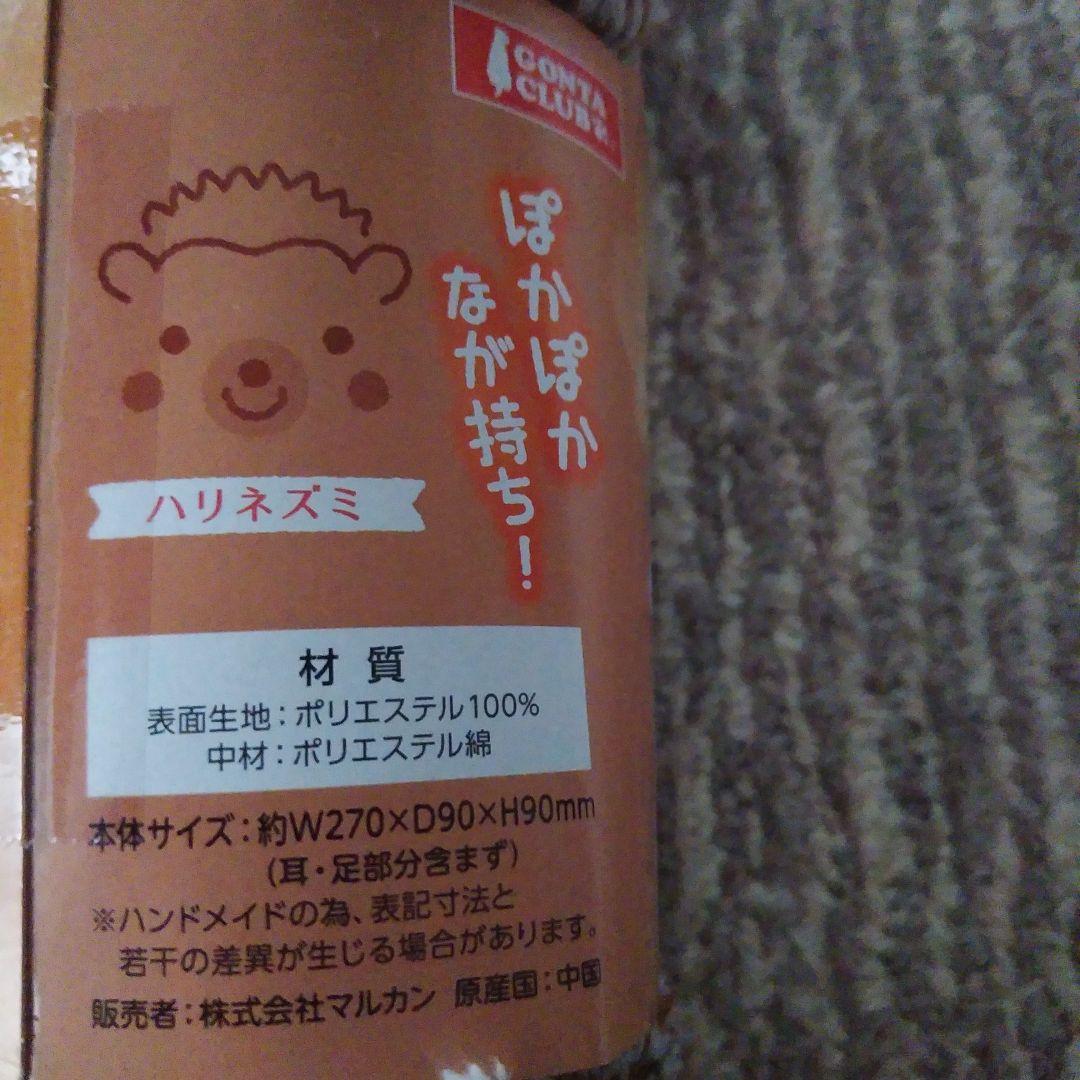 GONTA
CLUB
ぽかぽか
なが持ち!
ハリネズミ
材質
表面生地:ポリエステル100%
中材:ポリエステル綿
本体サイズ:約W270×D90×H90mm
(耳・足部分含まず)
※ハンドメイドの為、表記寸法と
若干の差異が生じる場合があります。
販売者:株式会社マルカン 原産国:中国